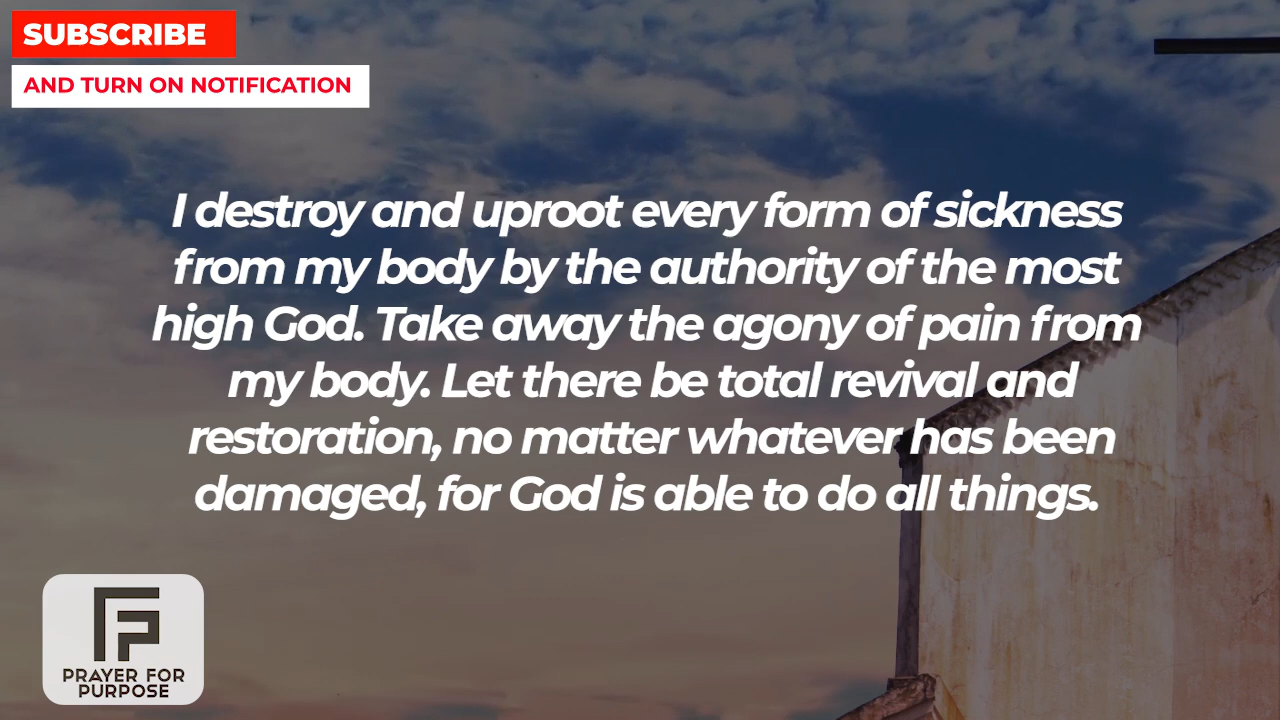 SUBSCRIBE
AND TURN ON NOTIFICATION
I destroy and uproot every form of sickness
from my body by the authority of the most
high God. Take away the agony of pain from
my body. Let there be total revival and
restoration, no matter whatever has been
damaged, for God is able to do all things.
PRAYER FOR
PURPOSE